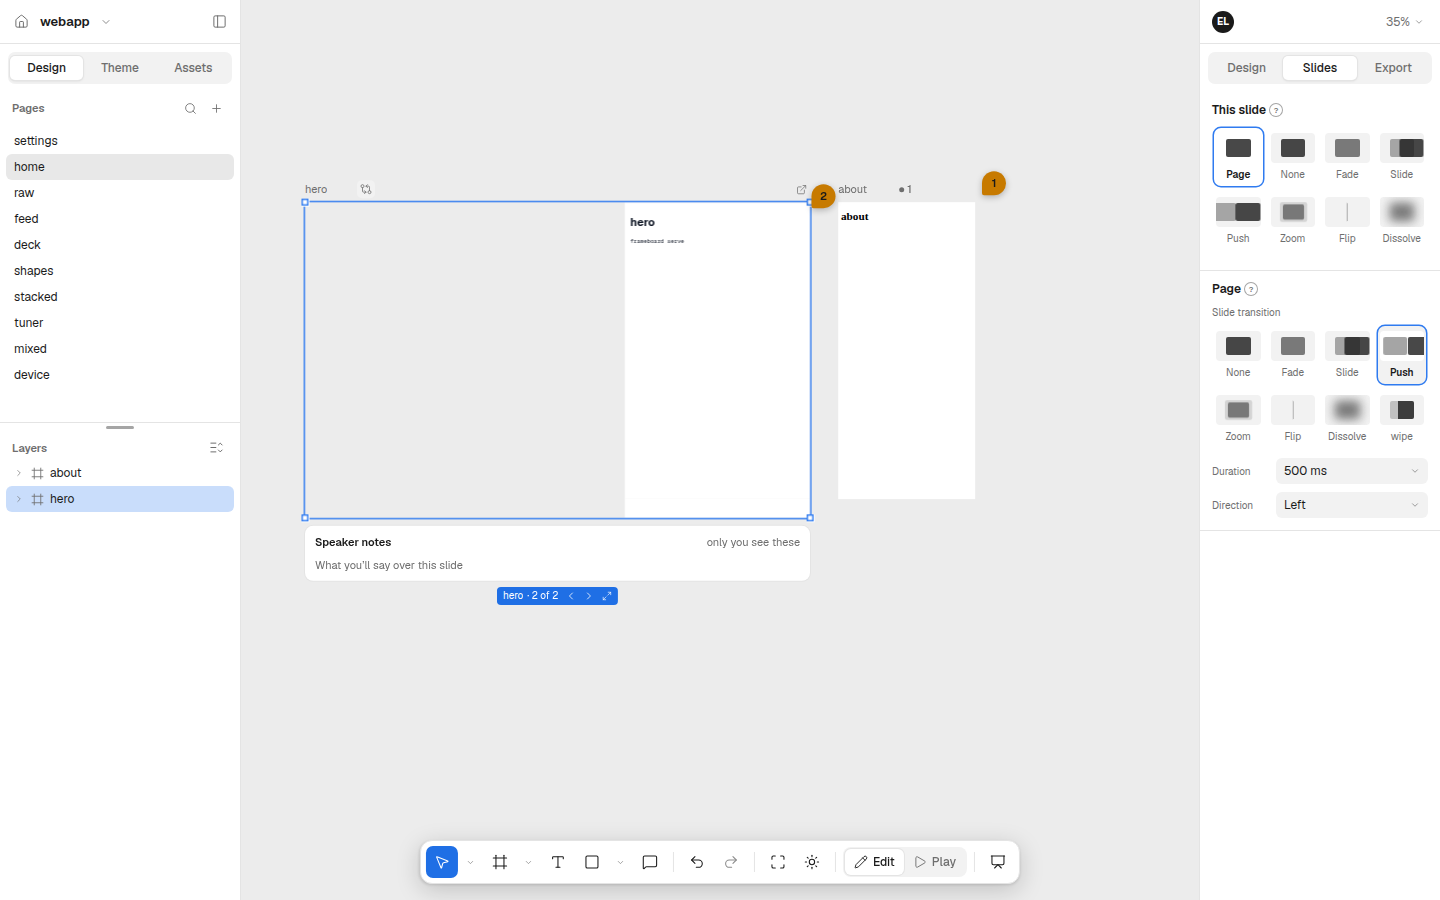 webapp
Design
Theme
Assets
Pages
settings
home
raw
feed
deck
shapes
stacked
tuner
mixed
device
Layers
about
hero
hero
2
about
1
1
hero
frameboard serve
about
Speaker notes
only you see these
What you'll say over this slide
hero · 2 of 2
Edit
Play
EL
35%
Design
Slides
Export
This slide ?
Page
None
Fade
Slide
Push
Zoom
Flip
Dissolve
Page ?
Slide transition
None
Fade
Slide
Push
Zoom
Flip
Dissolve
wipe
Duration
500 ms
Direction
Left